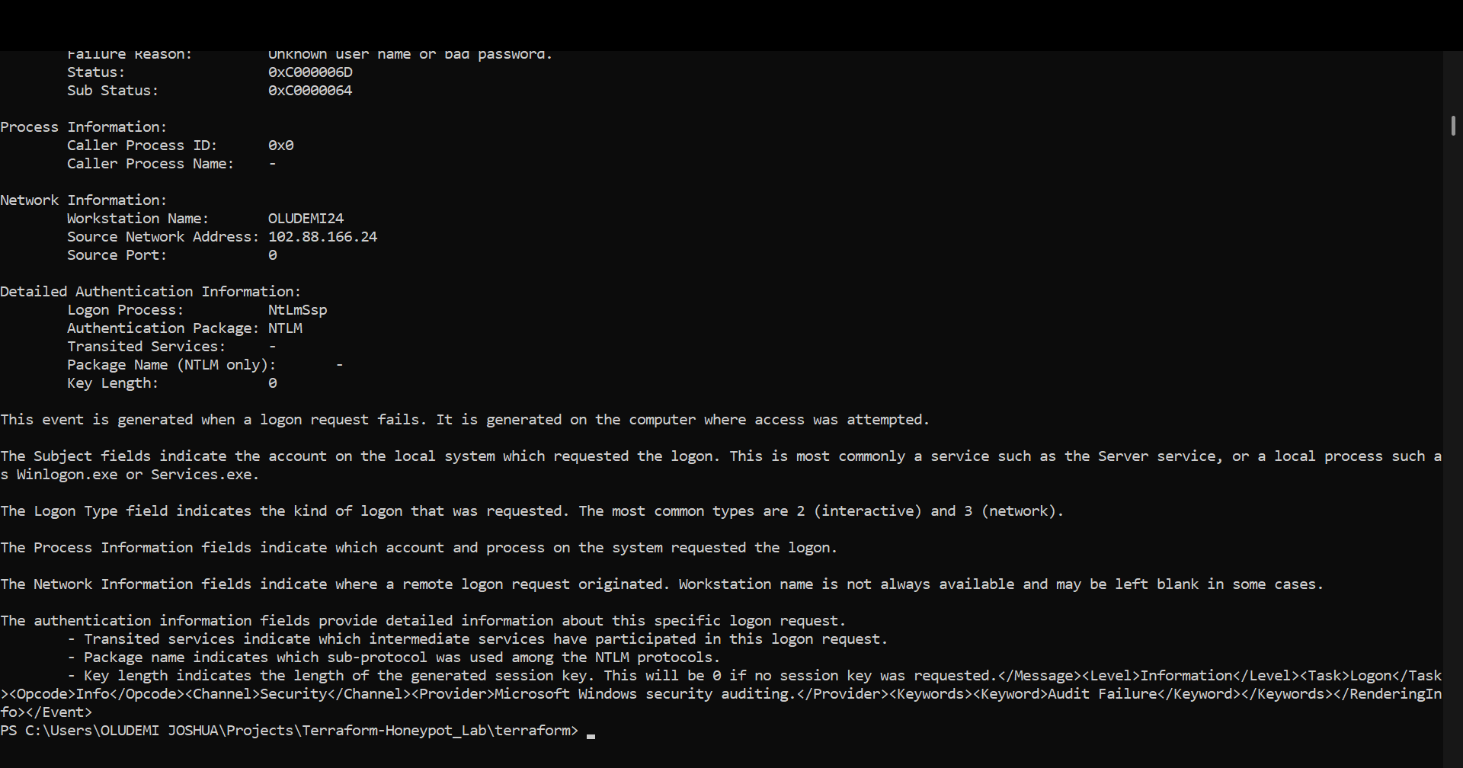 Failure Reason: Unknown user name or bad password.
Status: 0xC000006D
Sub Status: 0xC0000064
Process Information:
Caller Process ID: 0x0
Caller Process Name: -
Network Information:
Workstation Name: OLUDEMI24
Source Network Address: 102.88.166.24
Source Port: 0
Detailed Authentication Information:
Logon Process: NtLmSsp
Authentication Package: NTLM
Transited Services: -
Package Name (NTLM only): -
Key Length: 0
This event is generated when a logon request fails. It is generated on the computer where access was attempted.
The Subject fields indicate the account on the local system which requested the logon. This is most commonly a service such as the Server service, or a local process such a
s Winlogon.exe or Services.exe.
The Logon Type field indicates the kind of logon that was requested. The most common types are 2 (interactive) and 3 (network).
The Process Information fields indicate which account and process on the system requested the logon.
The Network Information fields indicate where a remote logon request originated. Workstation name is not always available and may be left blank in some cases.
The authentication information fields provide detailed information about this specific logon request.
- Transited services indicate which intermediate services have participated in this logon request.
- Package name indicates which sub-protocol was used among the NTLM protocols.
- Key length indicates the length of the generated session key. This will be 0 if no session key was requested.</Message><Level>Information</Level><Task>Logon</Task
><Opcode>Info</Opcode><Channel>Security</Channel><Provider>Microsoft Windows security auditing.</Provider><Keywords><Keyword>Audit Failure</Keyword></Keywords></RenderingIn
fo></Event>
PS C:\Users\OLUDEMI JOSHUA\Projects\Terraform-Honeypot_Lab\terraform>